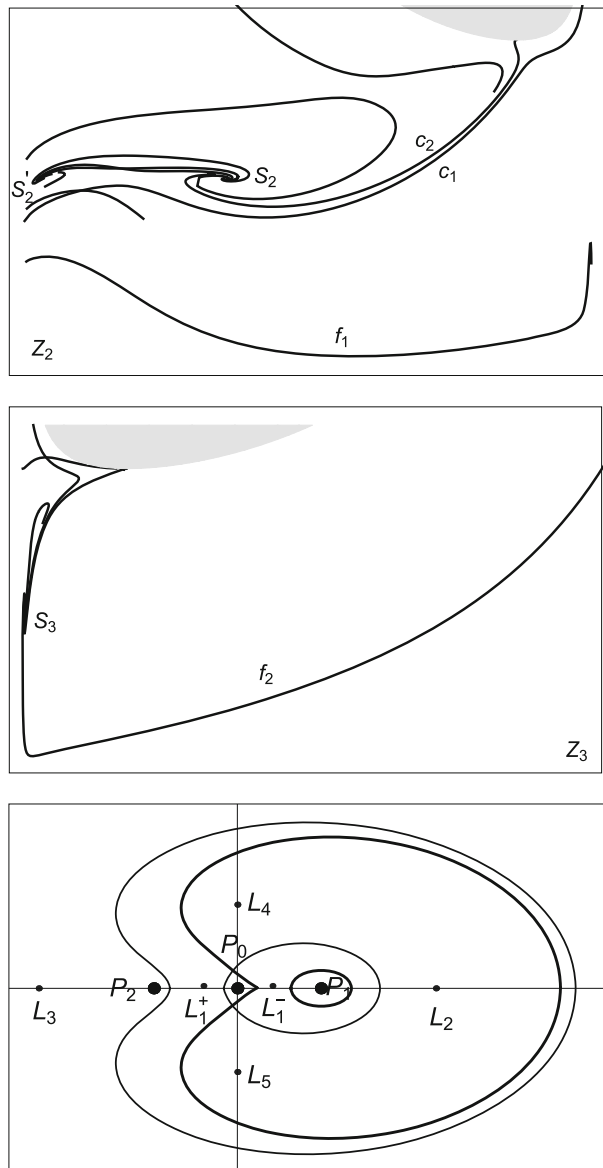 c₂
S₂' S₂ c₁
f₁
Z₂
S₃
f₂
Z₃
L₄
P₀
P₂ P₁
L₃ L₁⁺ L₁⁻ L₂
L₅